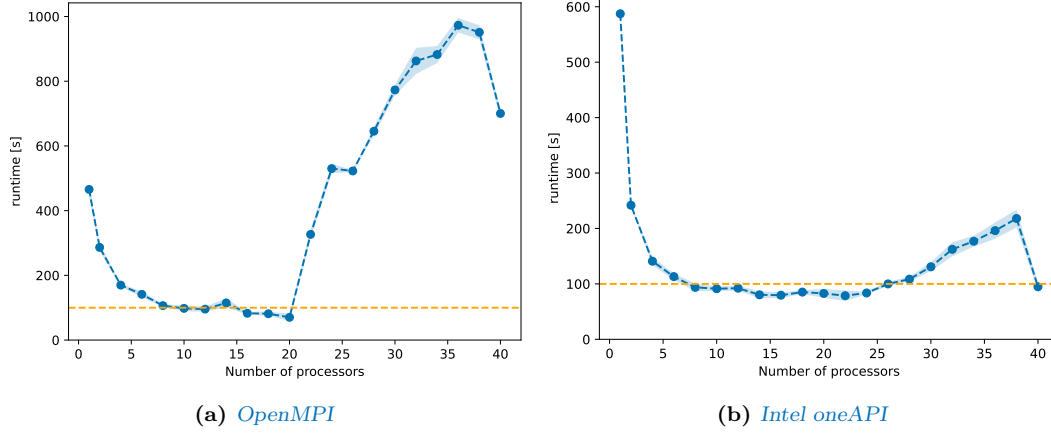 1000
800
600
400
200
0
runtime [s]
0 5 10 15 20 25 30 35 40
Number of processors
(a) OpenMPI
600
500
400
300
200
100
0
runtime [s]
0 5 10 15 20 25 30 35 40
Number of processors
(b) Intel oneAPI